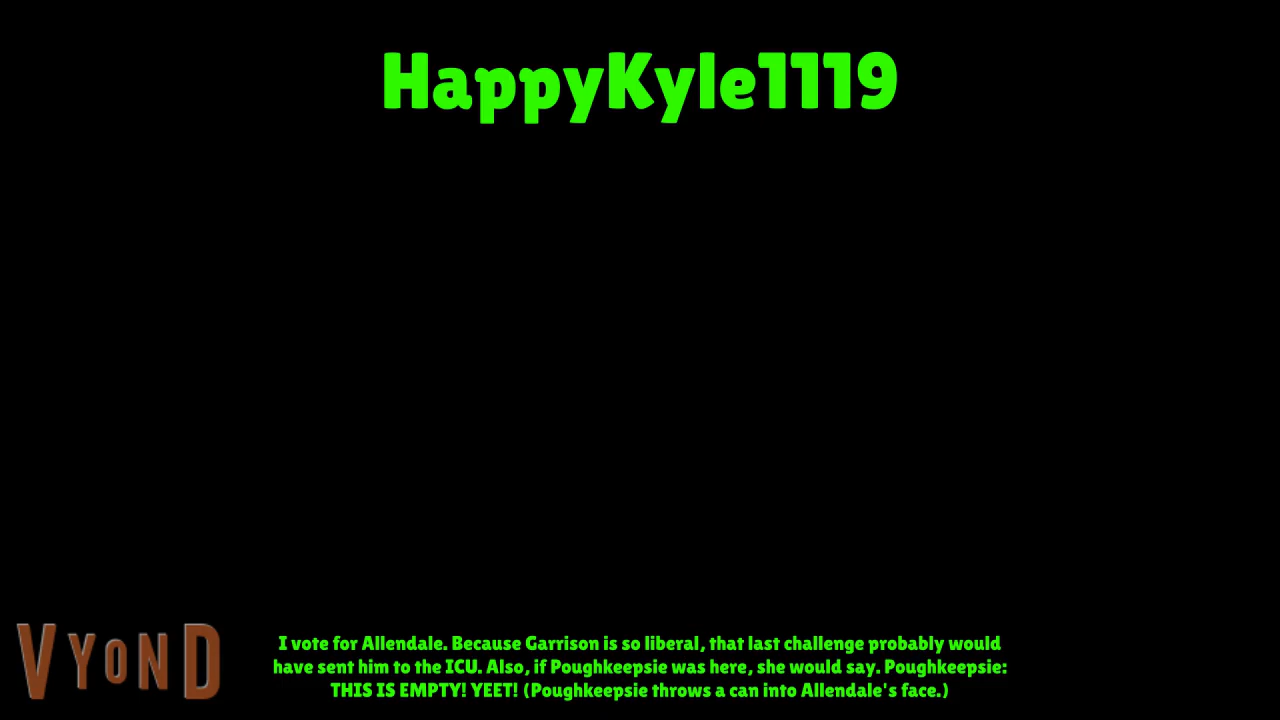 HappyKyle1119
I vote for Allendale. Because Garrison is so liberal, that last challenge probably would
have sent him to the ICU. Also, if Poughkeepsie was here, she would say. Poughkeepsie:
THIS IS EMPTY! YEET! (Poughkeepsie throws a can into Allendale's face.)
VYOND